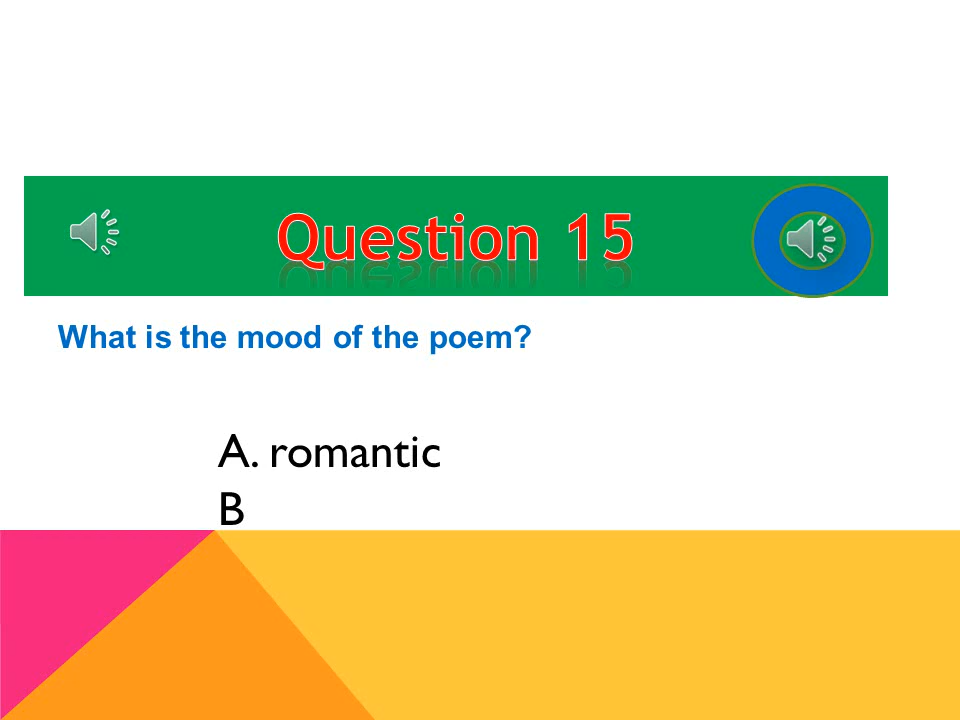 Question 15
What is the mood of the poem?
A. romantic
B